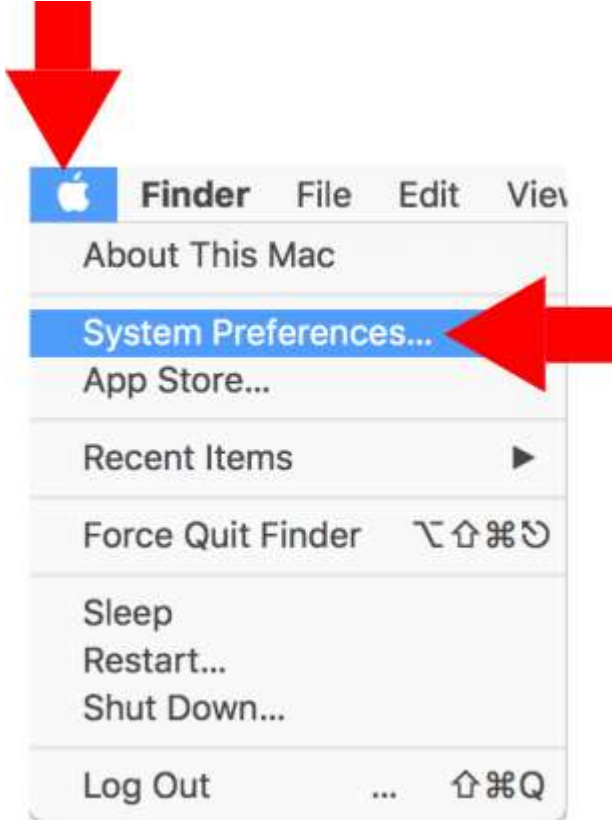 Finder File Edit View
About This Mac
System Preferences...
App Store...
Recent Items ▶
Force Quit Finder ⌥⇧⌘⎋
Sleep
Restart...
Shut Down...
Log Out ... ⇧⌘Q